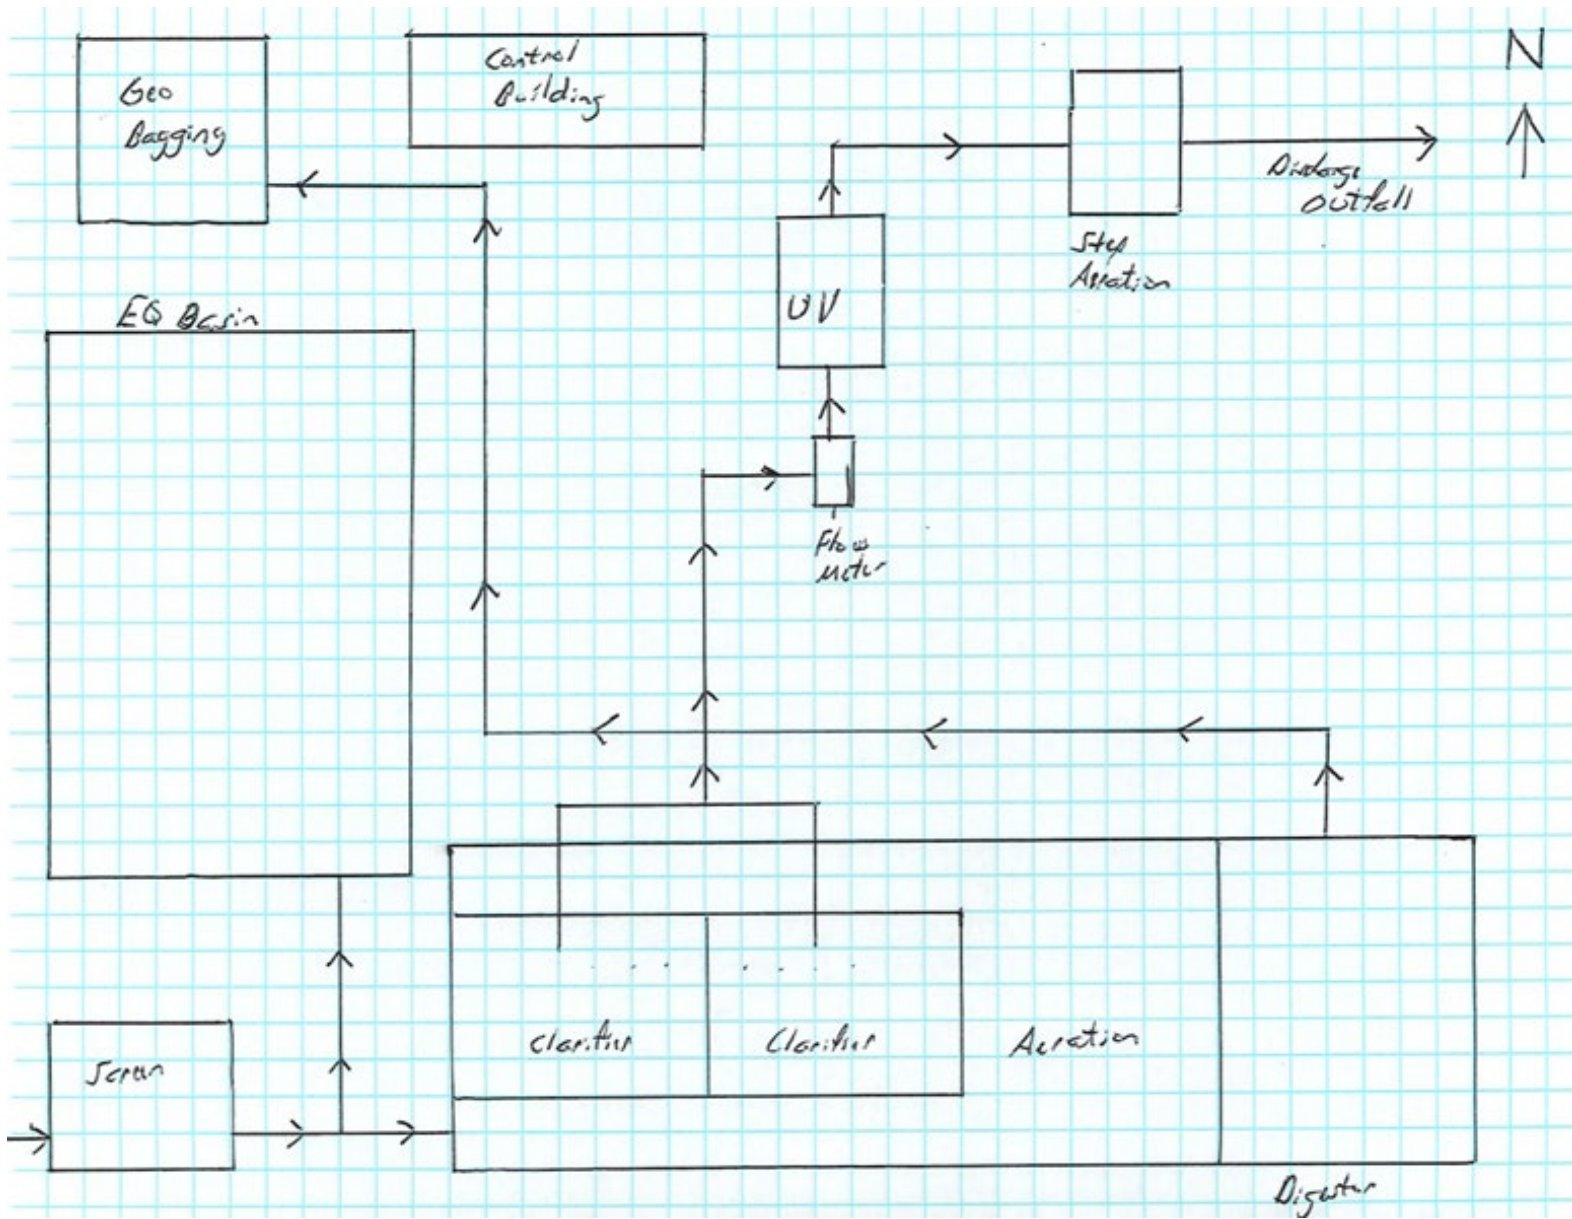 N
Geo
Bagging
Control
Building
Discharge
Outfall
Step
Aeration
EQ Basin
UV
Flow
Meter
Screen
Clarifier
Clarifier
Aeration
Digester